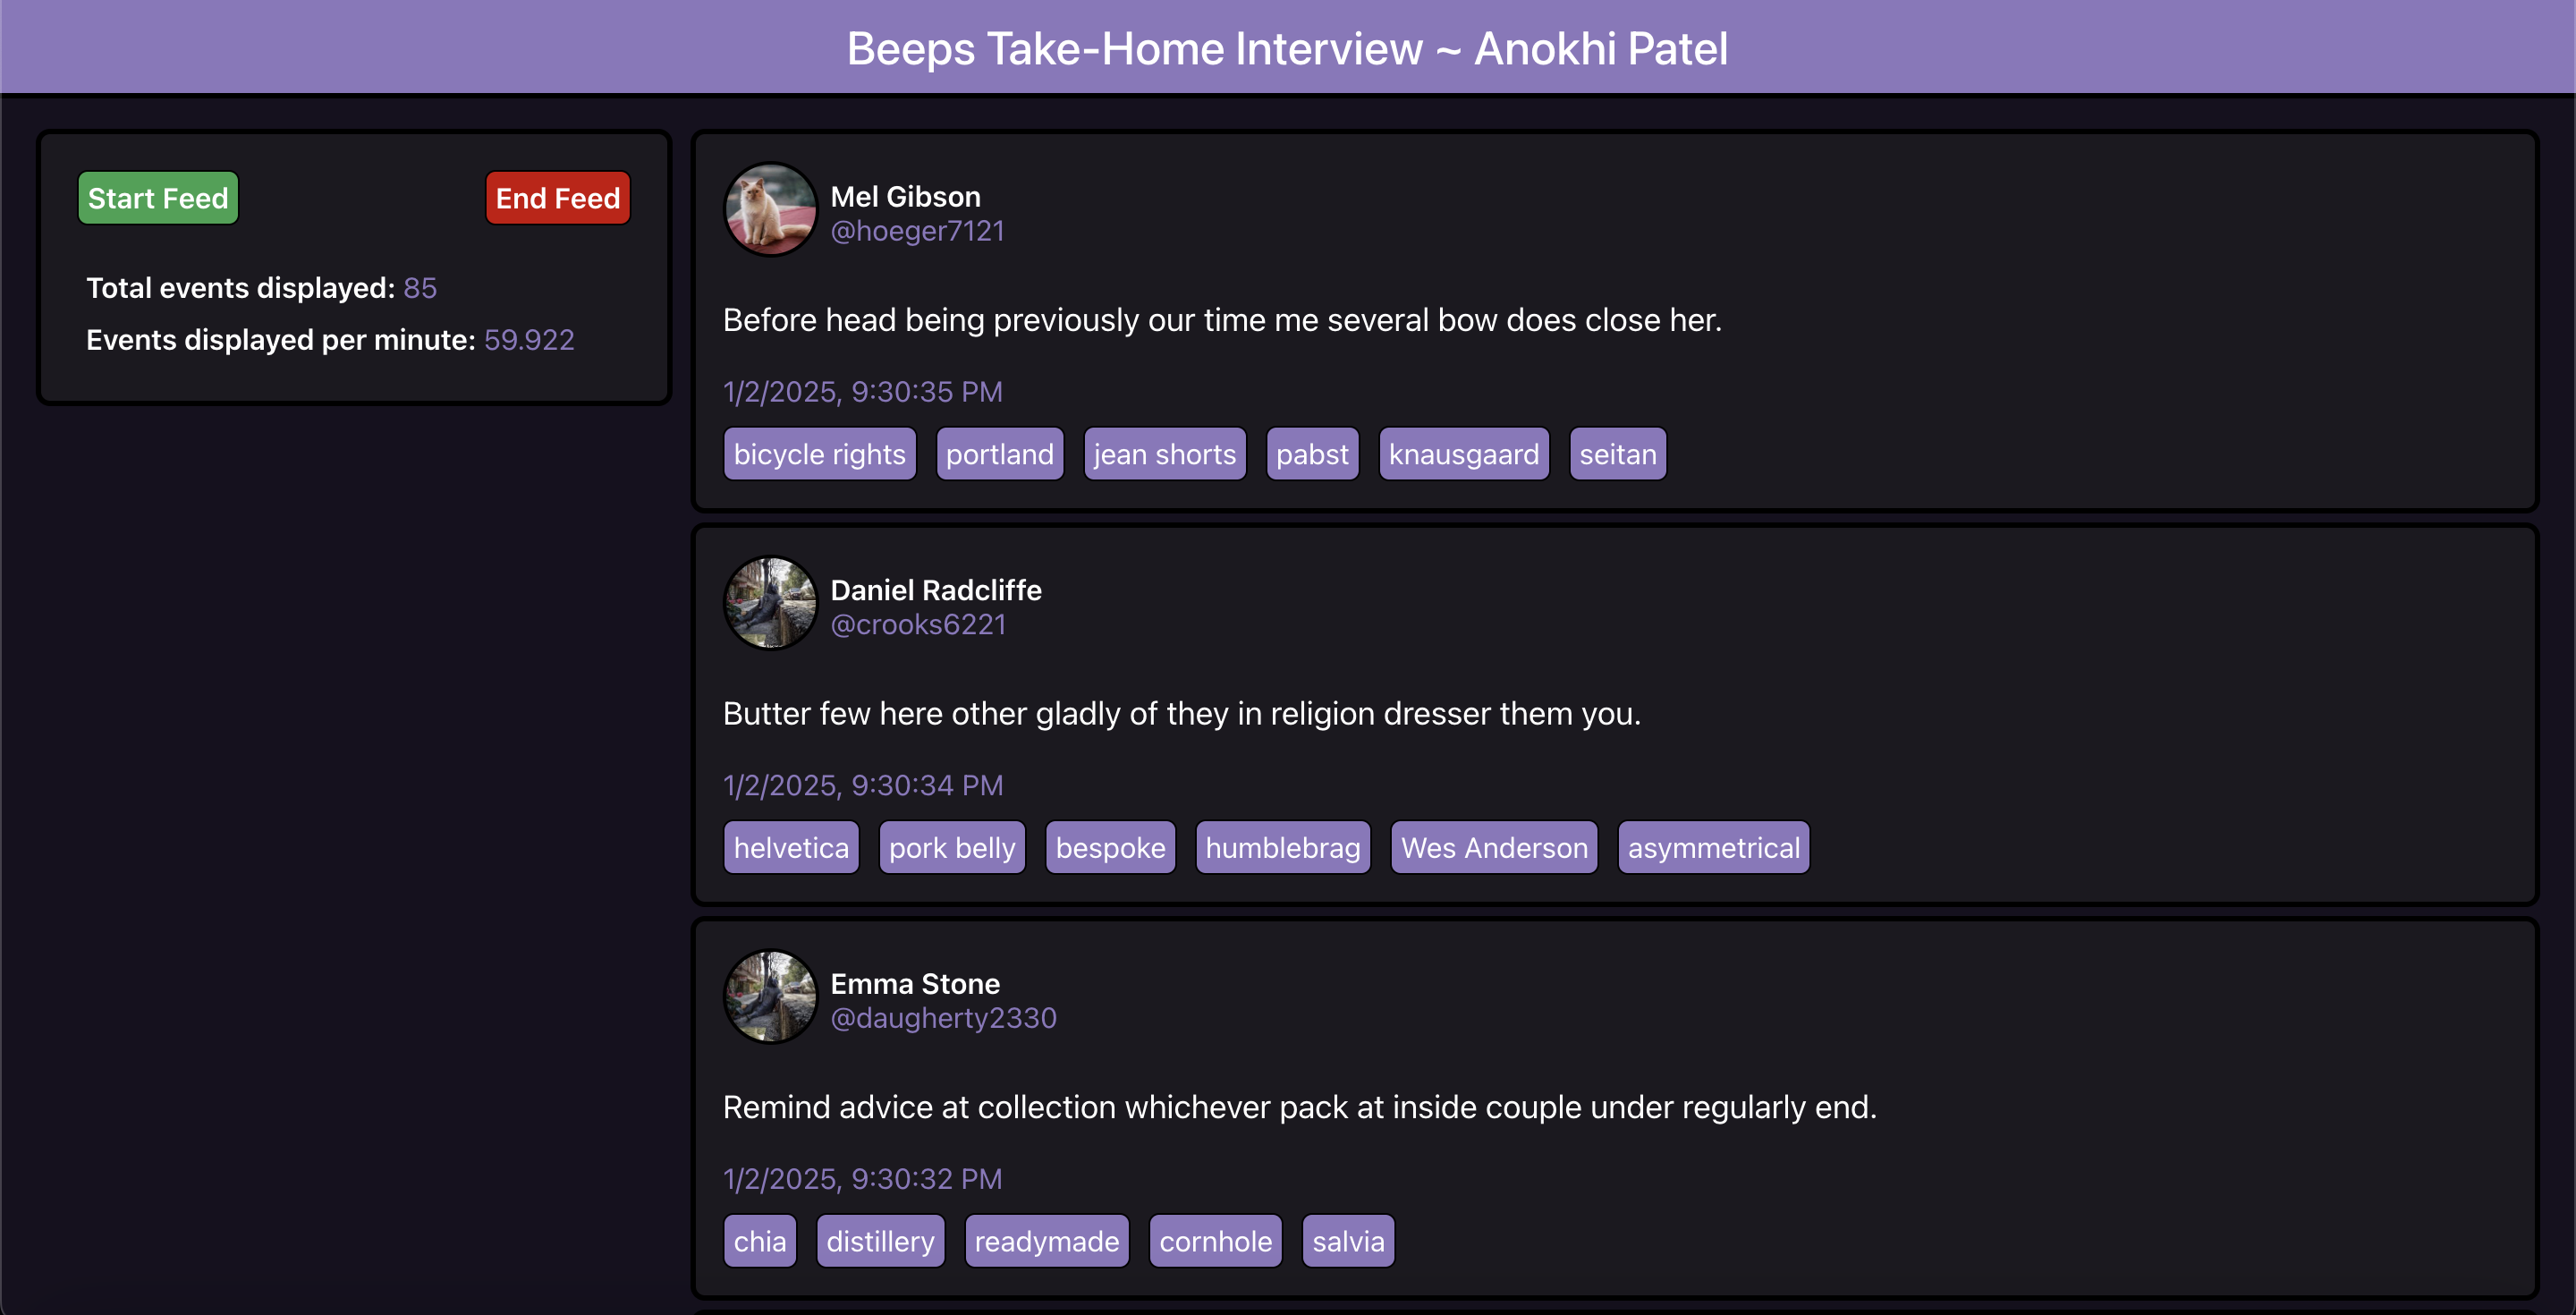 Beeps Take-Home Interview ~ Anokhi Patel
Start Feed
End Feed
Total events displayed: 85
Events displayed per minute: 59.922
Mel Gibson
@hoeger7121
Before head being previously our time me several bow does close her.
1/2/2025, 9:30:35 PM
bicycle rights portland jean shorts pabst knausgaard seitan
Daniel Radcliffe
@crooks6221
Butter few here other gladly of they in religion dresser them you.
1/2/2025, 9:30:34 PM
helvetica pork belly bespoke humblebrag Wes Anderson asymmetrical
Emma Stone
@daugherty2330
Remind advice at collection whichever pack at inside couple under regularly end.
1/2/2025, 9:30:32 PM
chia distillery readymade cornhole salvia